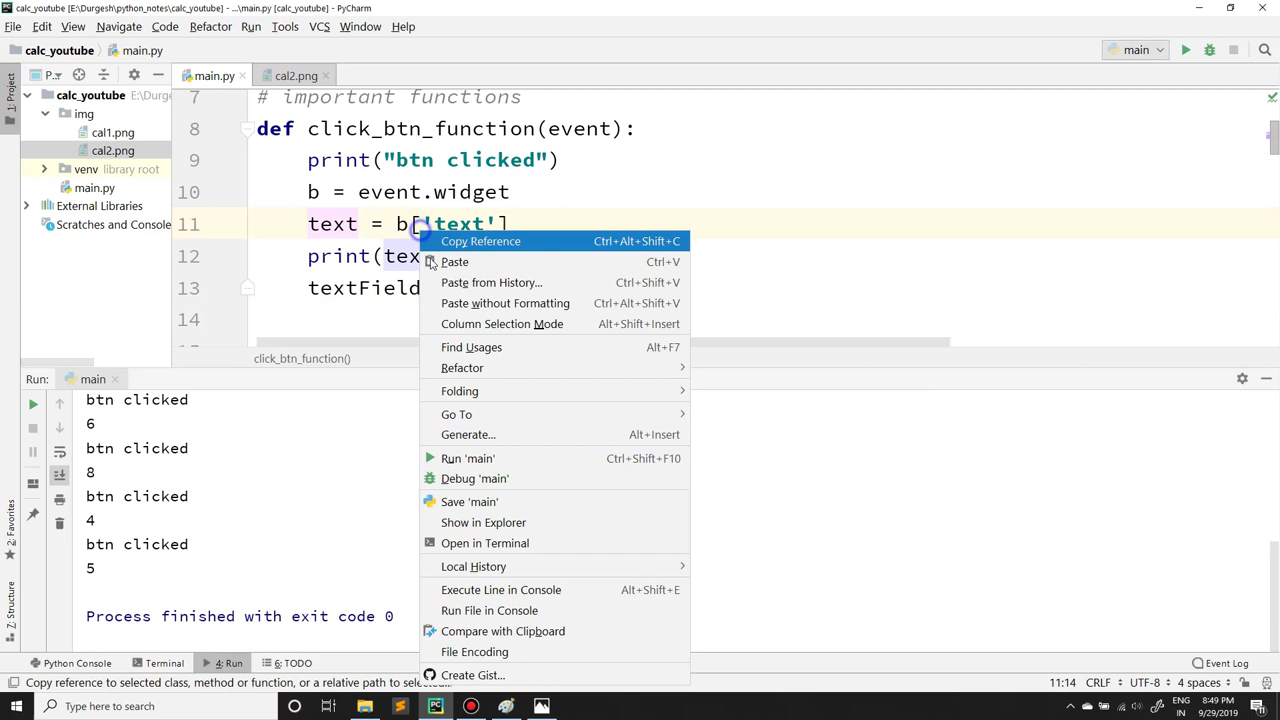 calc_youtube [E:\Durgesh\python_notes\calc_youtube] - ...\main.py [calc_youtube] - PyCharm
File Edit View Navigate Code Refactor Run Tools VCS Window Help
calc_youtube main.py
main
1: Project
P...
main.py
cal2.png
calc_youtube E:\Durge
img
cal1.png
cal2.png
venv library root
main.py
External Libraries
Scratches and Console
7 # important functions
8 def click_btn_function(event):
9 print("btn clicked")
10 b = event.widget
11 text = b['text']
12 print(tex
13 textField
14
click_btn_function()
Copy Reference Ctrl+Alt+Shift+C
Paste Ctrl+V
Paste from History... Ctrl+Shift+V
Paste without Formatting Ctrl+Alt+Shift+V
Column Selection Mode Alt+Shift+Insert
Find Usages Alt+F7
Refactor
Folding
Go To
Generate... Alt+Insert
Run 'main' Ctrl+Shift+F10
Debug 'main'
Save 'main'
Show in Explorer
Open in Terminal
Local History
Execute Line in Console Alt+Shift+E
Run File in Console
Compare with Clipboard
File Encoding
Create Gist...
Run: main
btn clicked
6
btn clicked
8
btn clicked
4
btn clicked
5
Process finished with exit code 0
2: Favorites
7: Structure
Python Console Terminal 4: Run 6: TODO Event Log
Copy reference to selected class, method or function, or a relative path to selected... 11:14 CRLF UTF-8 4 spaces
Type here to search
ENG
IN
8:49 PM
9/29/2019